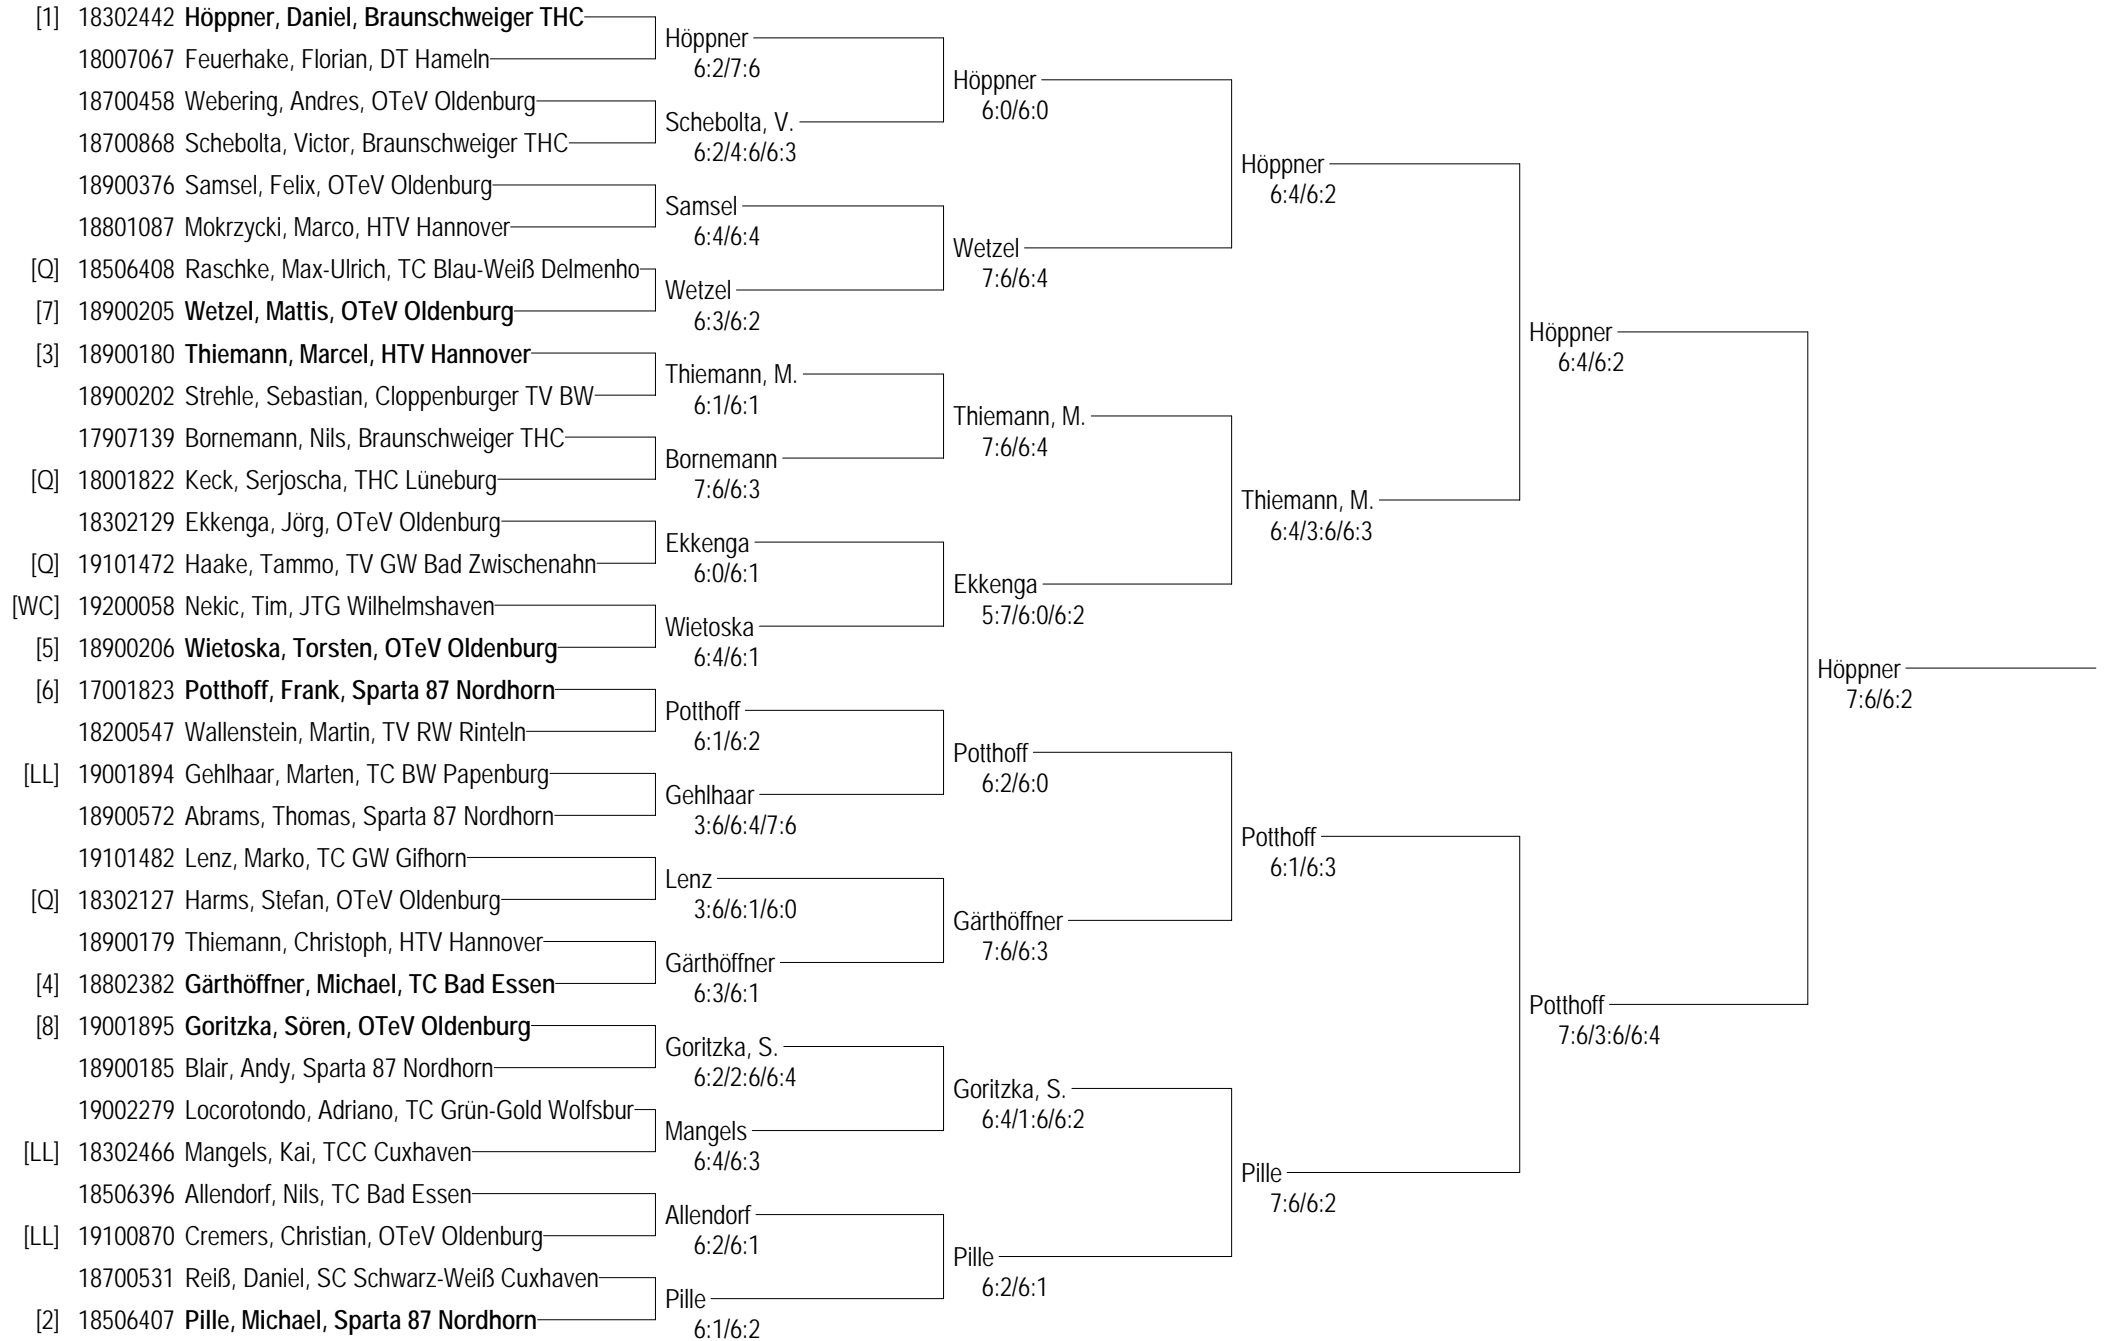 [1] 18302442 Höppner, Daniel, Braunschweiger THC
18007067 Feuerhake, Florian, DT Hameln
18700458 Webering, Andres, OTeV Oldenburg
18700868 Schebolta, Victor, Braunschweiger THC
18900376 Samsel, Felix, OTeV Oldenburg
18801087 Mokrzycki, Marco, HTV Hannover
[Q] 18506408 Raschke, Max-Ulrich, TC Blau-Weiß Delmenho
[7] 18900205 Wetzel, Mattis, OTeV Oldenburg
[3] 18900180 Thiemann, Marcel, HTV Hannover
18900202 Strehle, Sebastian, Cloppenburger TV BW
17907139 Bornemann, Nils, Braunschweiger THC
[Q] 18001822 Keck, Serjoscha, THC Lüneburg
18302129 Ekkenga, Jörg, OTeV Oldenburg
[Q] 19101472 Haake, Tammo, TV GW Bad Zwischenahn
[WC] 19200058 Nekic, Tim, JTG Wilhelmshaven
[5] 18900206 Wietoska, Torsten, OTeV Oldenburg
[6] 17001823 Potthoff, Frank, Sparta 87 Nordhorn
18200547 Wallenstein, Martin, TV RW Rinteln
[LL] 19001894 Gehlhaar, Marten, TC BW Papenburg
18900572 Abrams, Thomas, Sparta 87 Nordhorn
19101482 Lenz, Marko, TC GW Gifhorn
[Q] 18302127 Harms, Stefan, OTeV Oldenburg
18900179 Thiemann, Christoph, HTV Hannover
[4] 18802382 Gärthöffner, Michael, TC Bad Essen
[8] 19001895 Goritzka, Sören, OTeV Oldenburg
18900185 Blair, Andy, Sparta 87 Nordhorn
19002279 Locorotondo, Adriano, TC Grün-Gold Wolfsbur
[LL] 18302466 Mangels, Kai, TCC Cuxhaven
18506396 Allendorf, Nils, TC Bad Essen
[LL] 19100870 Cremers, Christian, OTeV Oldenburg
18700531 Reiß, Daniel, SC Schwarz-Weiß Cuxhaven
[2] 18506407 Pille, Michael, Sparta 87 Nordhorn
Höppner
6:2/7:6
Schebolta, V.
6:2/4:6/6:3
Samsel
6:4/6:4
Wetzel
6:3/6:2
Thiemann, M.
6:1/6:1
Bornemann
7:6/6:3
Ekkenga
6:0/6:1
Wietoska
6:4/6:1
Potthoff
6:1/6:2
Gehlhaar
3:6/6:4/7:6
Lenz
3:6/6:1/6:0
Gärthöffner
6:3/6:1
Goritzka, S.
6:2/2:6/6:4
Mangels
6:4/6:3
Allendorf
6:2/6:1
Pille
6:1/6:2
Höppner
6:0/6:0
Wetzel
7:6/6:4
Thiemann, M.
7:6/6:4
Ekkenga
5:7/6:0/6:2
Potthoff
6:2/6:0
Gärthöffner
7:6/6:3
Goritzka, S.
6:4/1:6/6:2
Pille
6:2/6:1
Höppner
6:4/6:2
Thiemann, M.
6:4/3:6/6:3
Potthoff
6:1/6:3
Pille
7:6/6:2
Höppner
6:4/6:2
Potthoff
7:6/3:6/6:4
Höppner
7:6/6:2